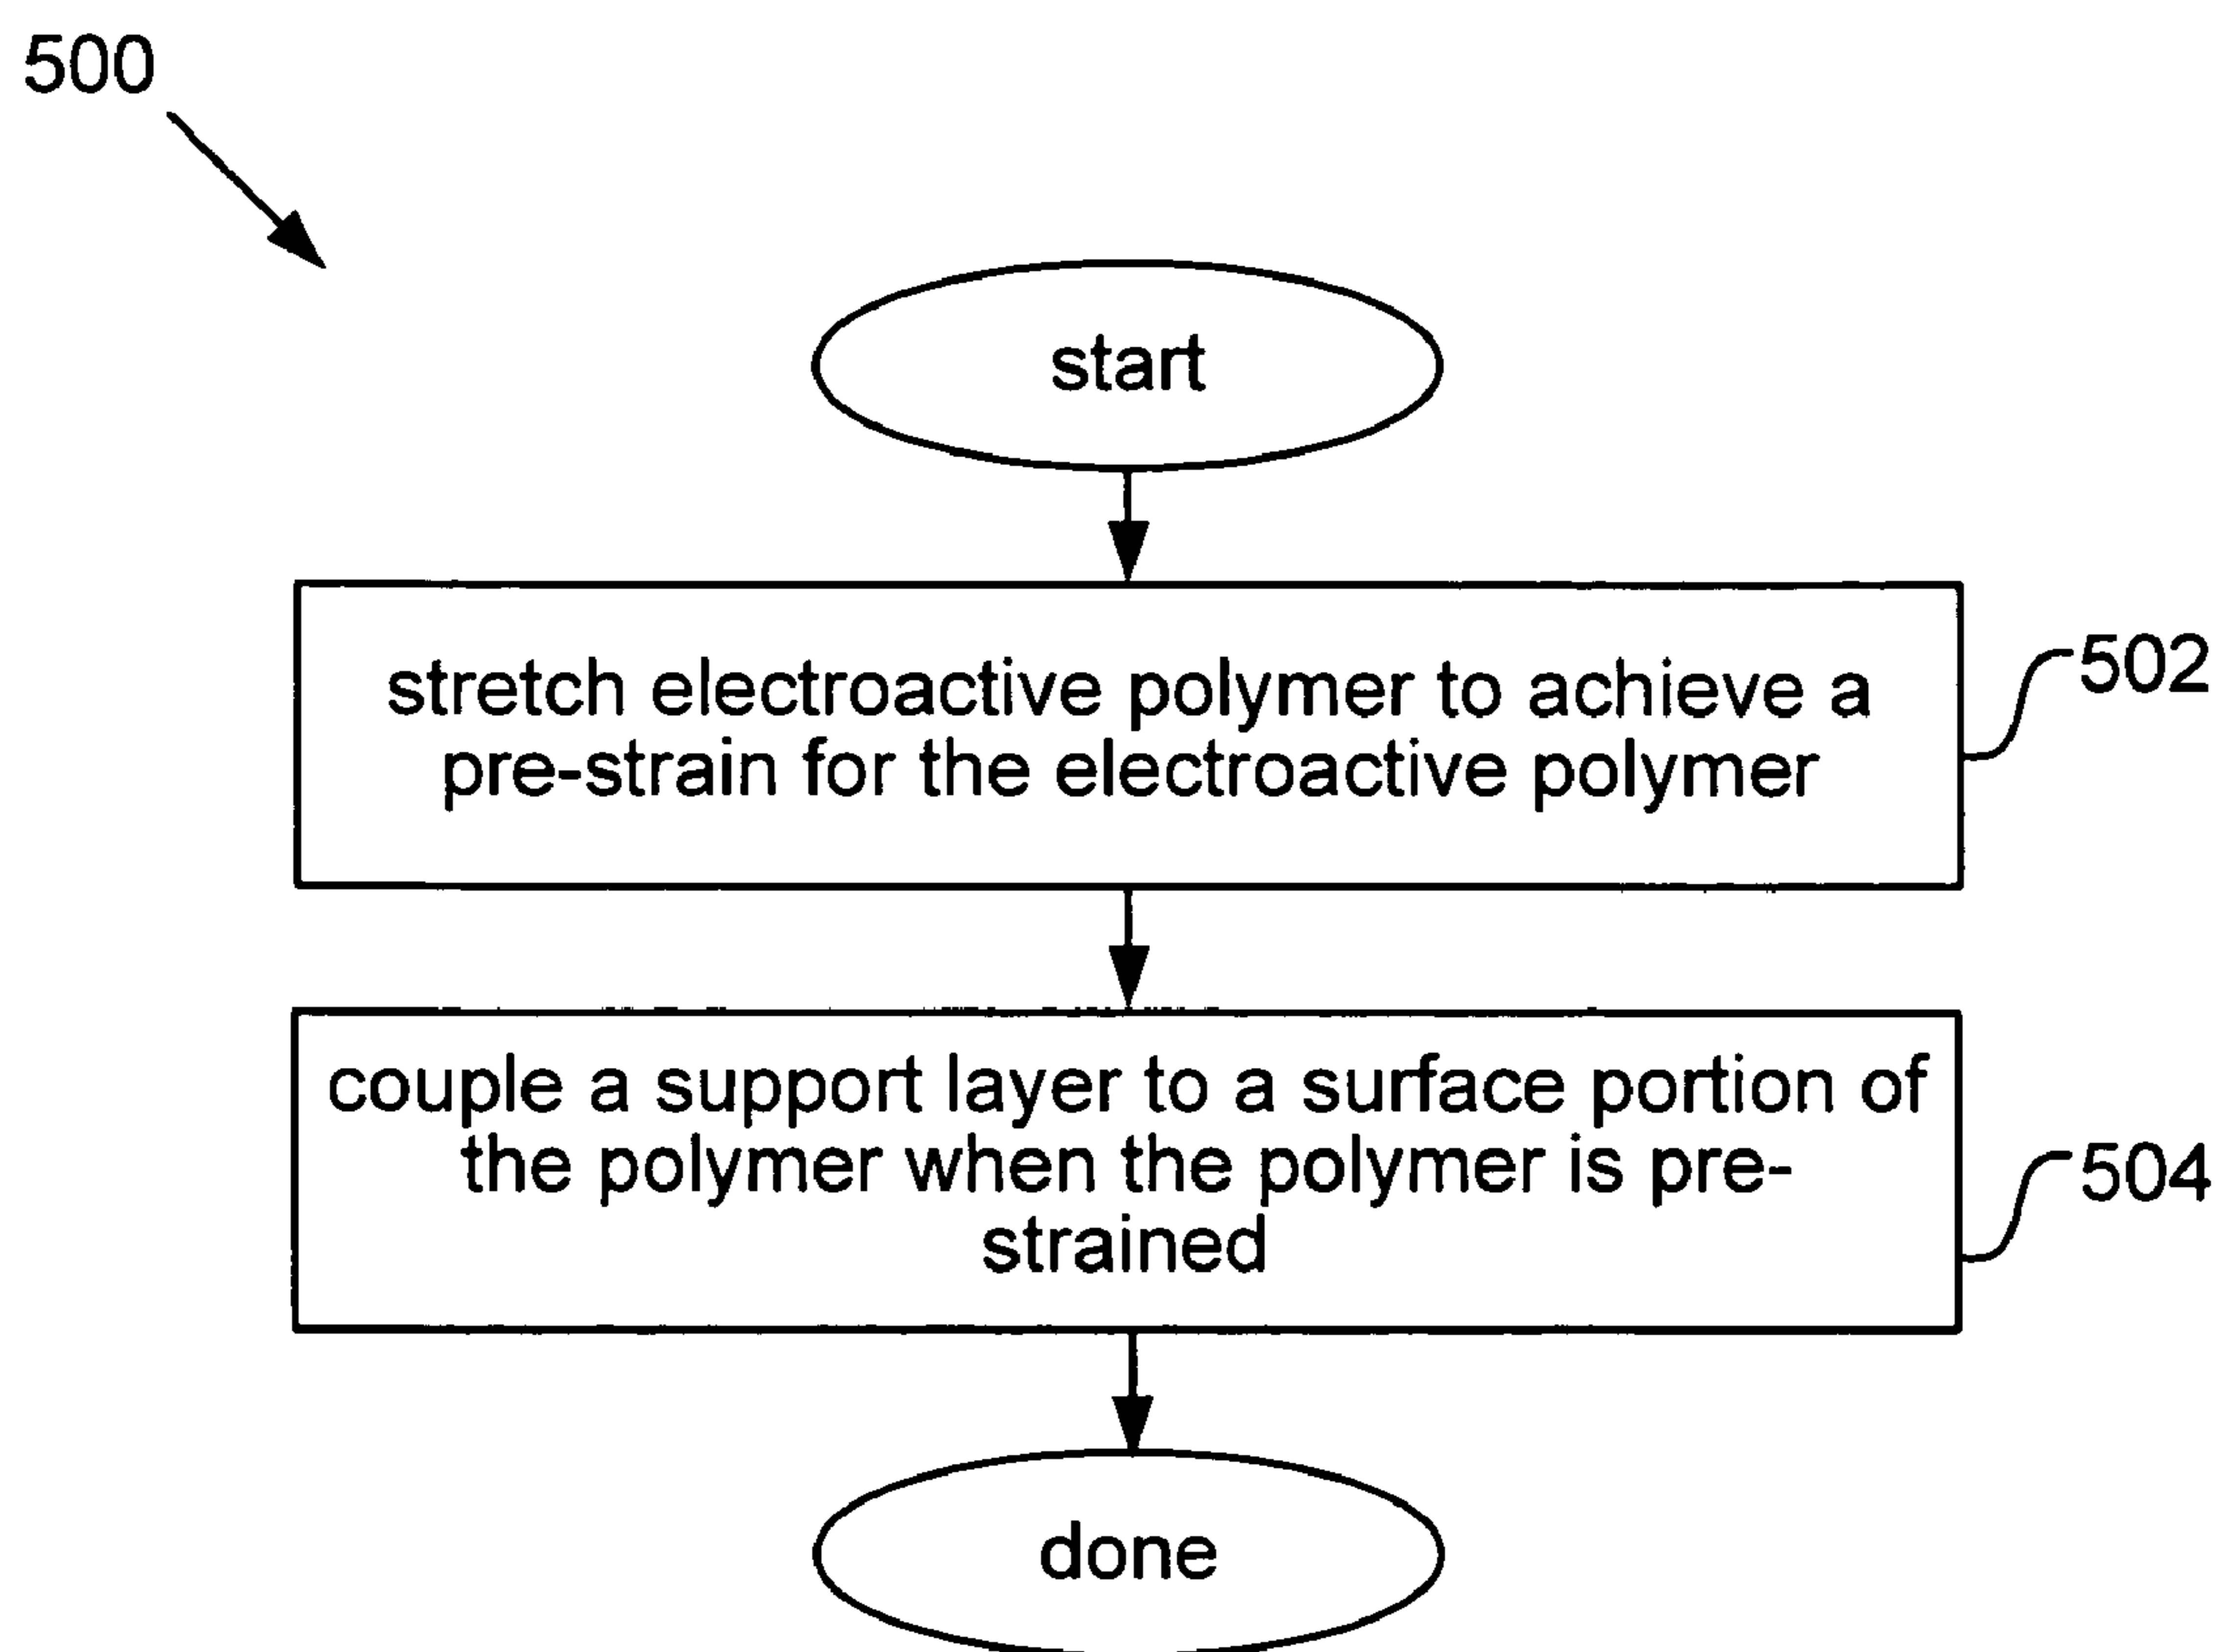 500
start
stretch electroactive polymer to achieve a
pre-strain for the electroactive polymer
502
couple a support layer to a surface portion of
the polymer when the polymer is pre-
strained
504
done